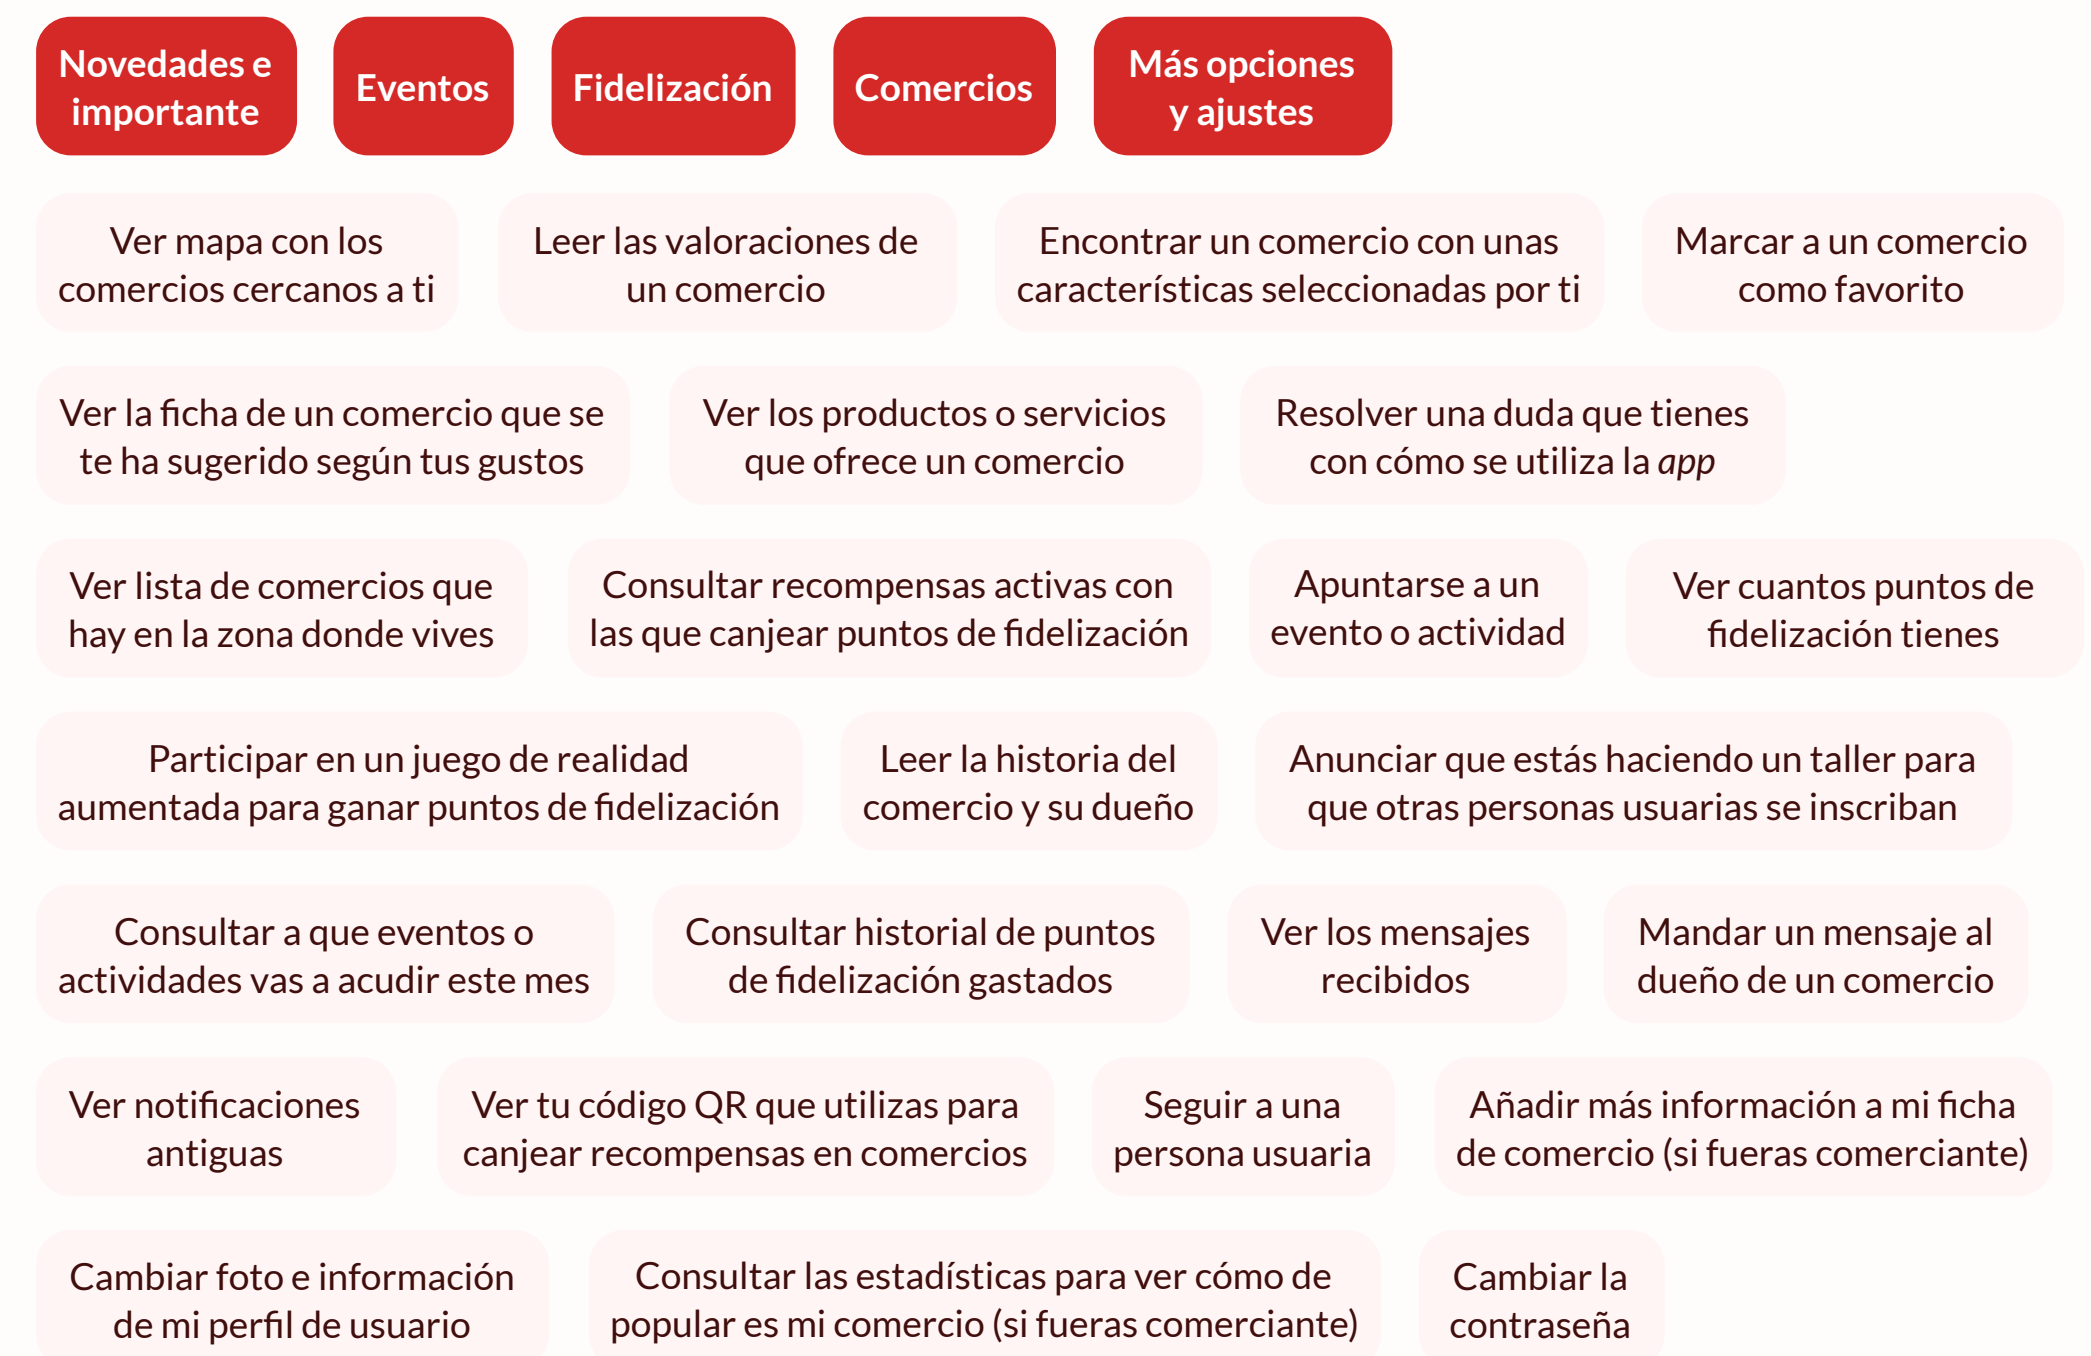 Novedades e
importante
Eventos
Fidelización
Comercios
Más opciones
y ajustes
Ver mapa con los
comercios cercanos a ti
Leer las valoraciones de
un comercio
Encontrar un comercio con unas
características seleccionadas por ti
Marcar a un comercio
como favorito
Ver la ficha de un comercio que se
te ha sugerido según tus gustos
Ver los productos o servicios
que ofrece un comercio
Resolver una duda que tienes
con cómo se utiliza la app
Ver lista de comercios que
hay en la zona donde vives
Consultar recompensas activas con
las que canjear puntos de fidelización
Apuntarse a un
evento o actividad
Ver cuantos puntos de
fidelización tienes
Participar en un juego de realidad
aumentada para ganar puntos de fidelización
Leer la historia del
comercio y su dueño
Anunciar que estás haciendo un taller para
que otras personas usuarias se inscriban
Consultar a que eventos o
actividades vas a acudir este mes
Consultar historial de puntos
de fidelización gastados
Ver los mensajes
recibidos
Mandar un mensaje al
dueño de un comercio
Ver notificaciones
antiguas
Ver tu código QR que utilizas para
canjear recompensas en comercios
Seguir a una
persona usuaria
Añadir más información a mi ficha
de comercio (si fueras comerciante)
Cambiar foto e información
de mi perfil de usuario
Consultar las estadísticas para ver cómo de
popular es mi comercio (si fueras comerciante)
Cambiar la
contraseña